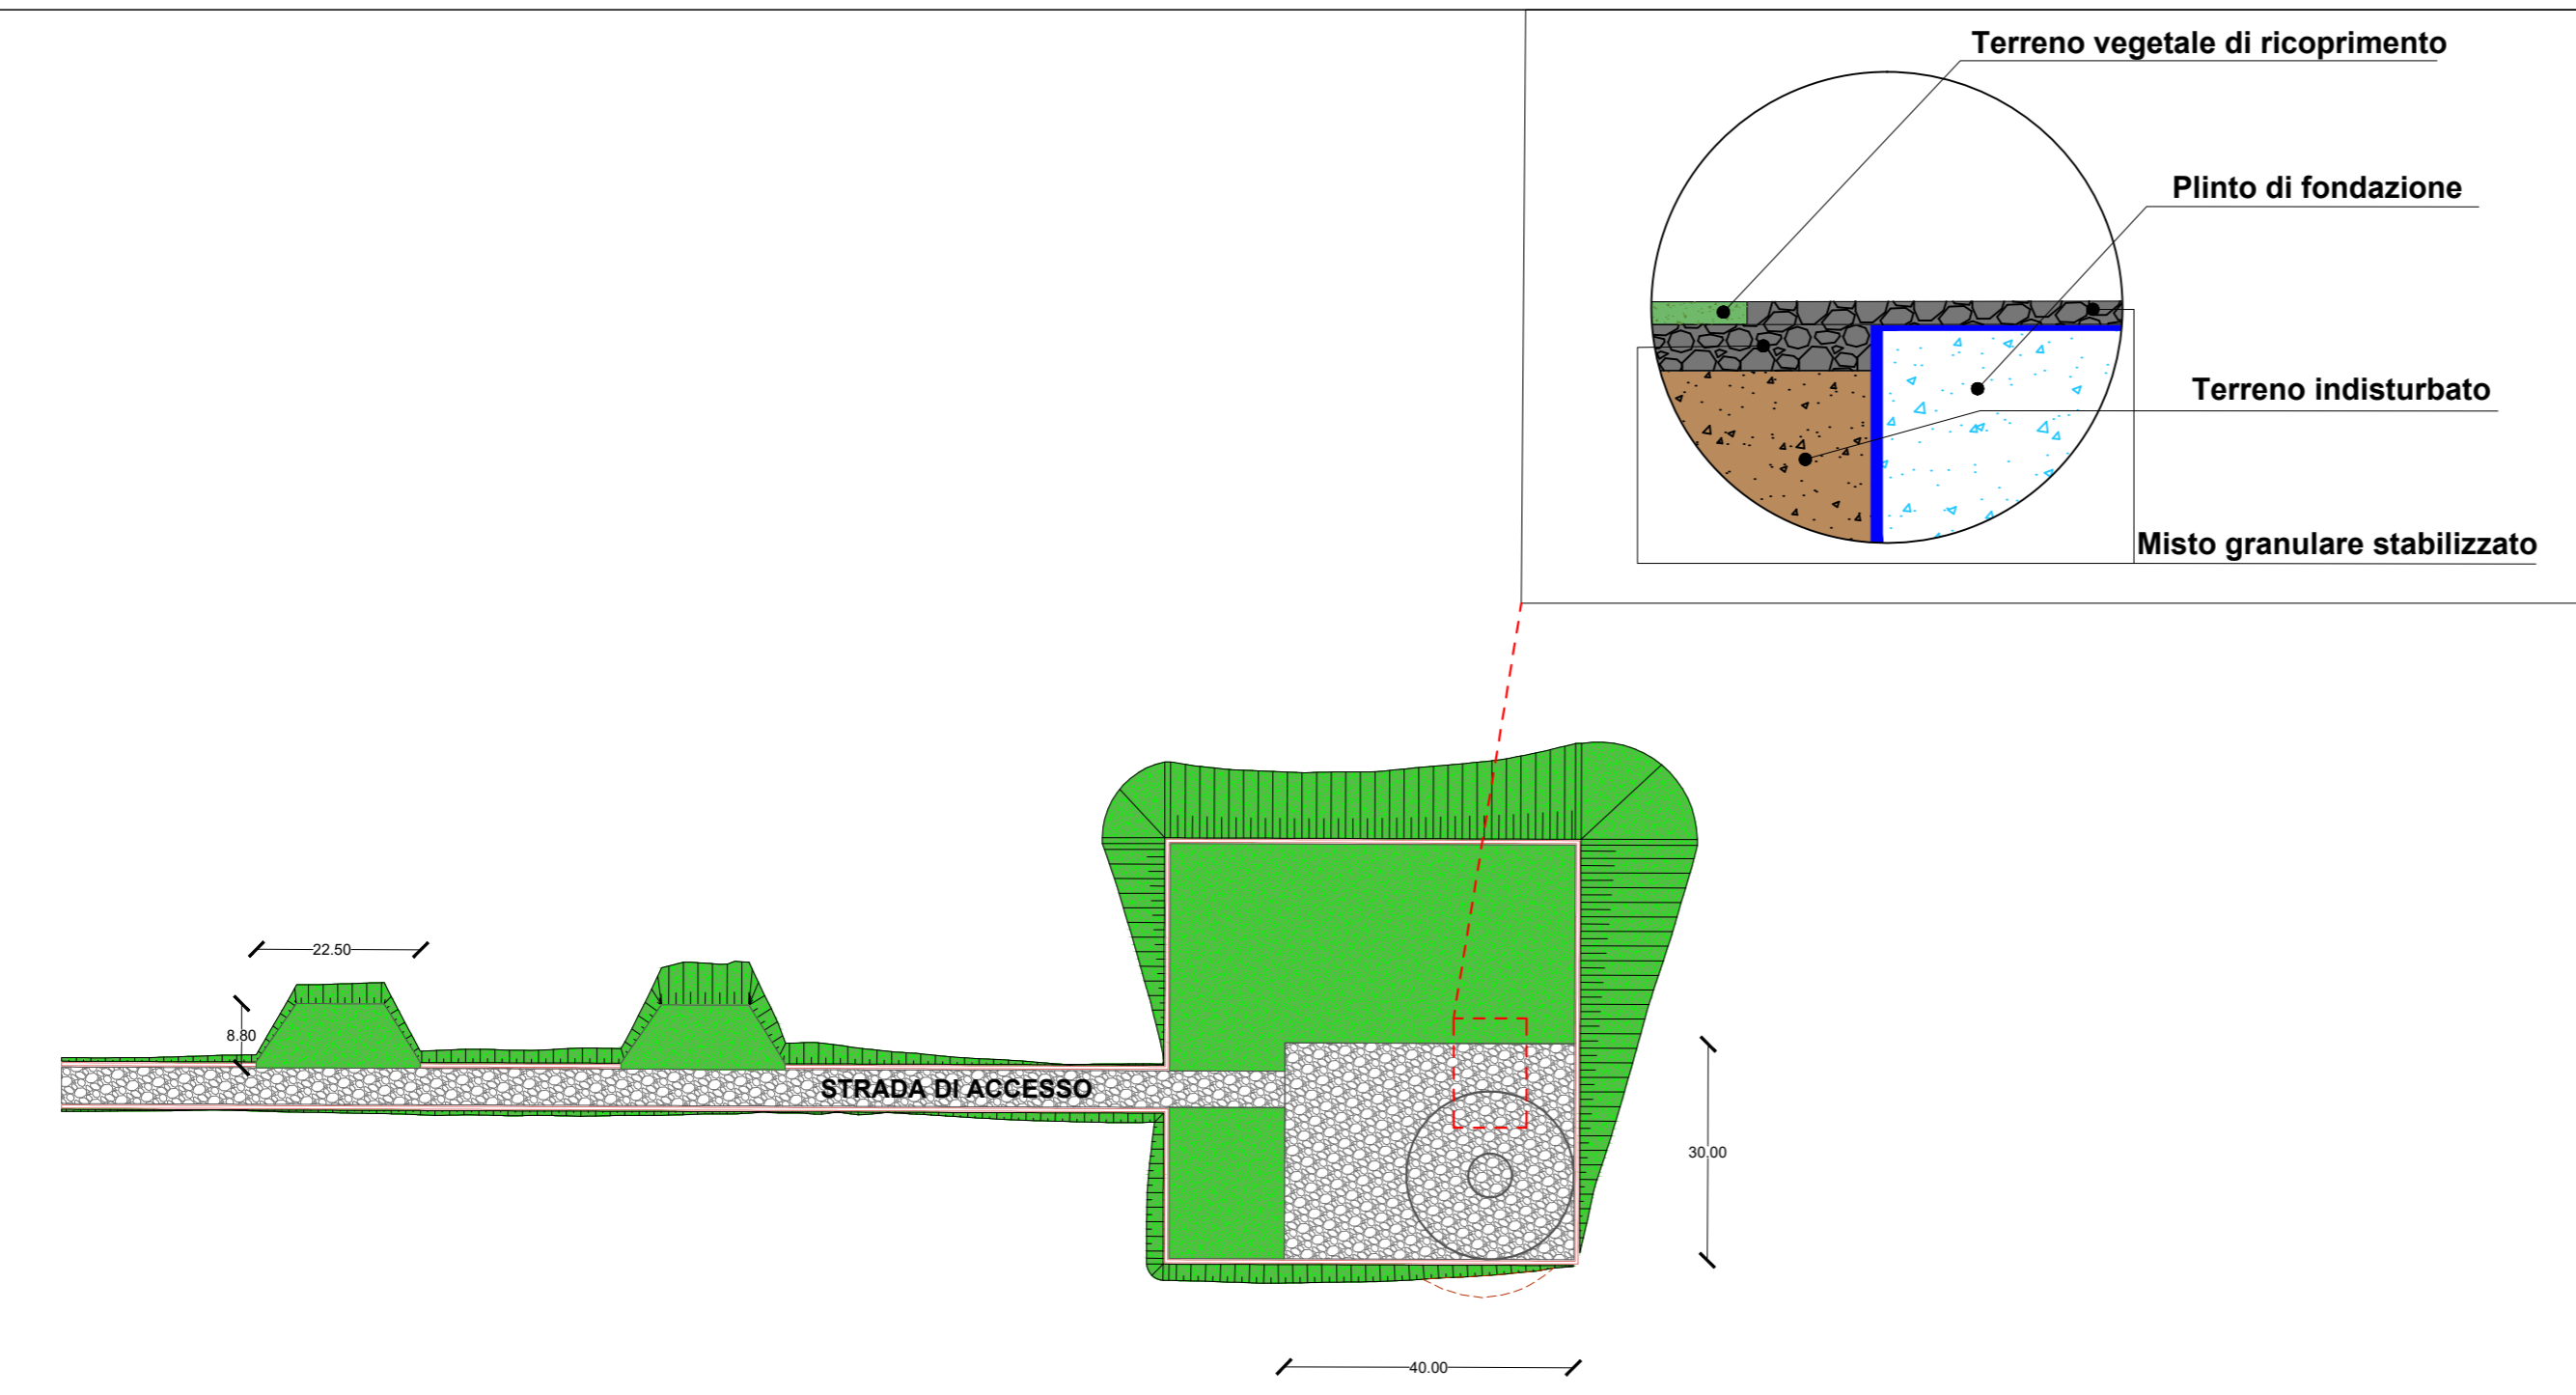 Terreno vegetale di ricoprimento
Plinto di fondazione
Terreno indisturbato
Misto granulare stabilizzato
22.50
8.80
STRADA DI ACCESSO
30.00
40.00